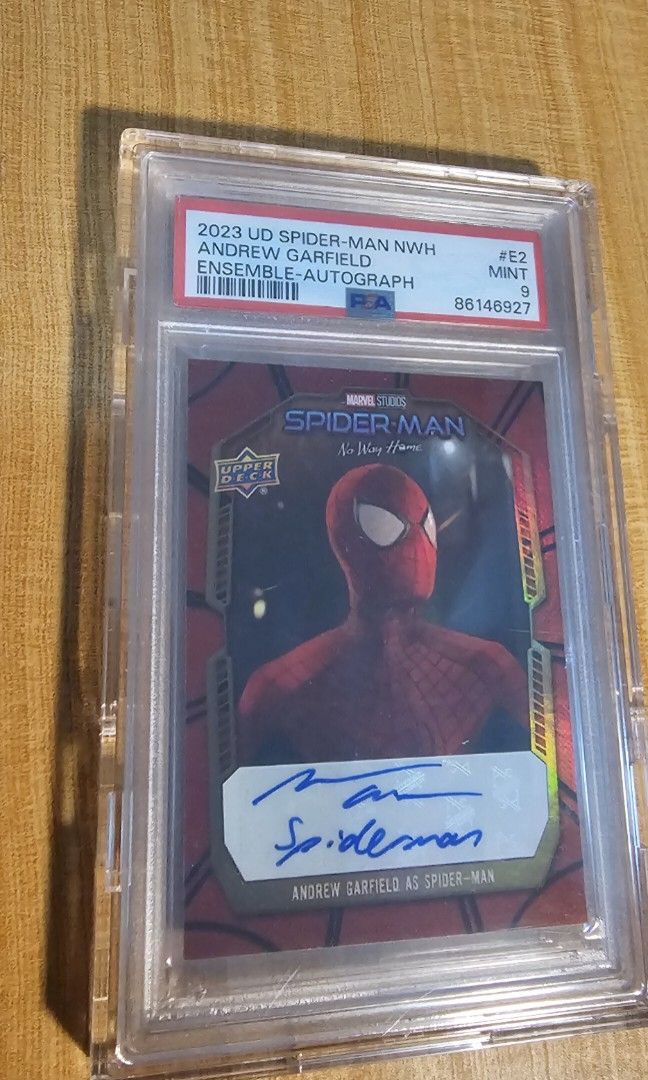 2023 UD SPIDER-MAN NWH #E2
ANDREW GARFIELD MINT
ENSEMBLE-AUTOGRAPH 9
PSA 86146927
MARVEL STUDIOS
SPIDER-MAN
No Way Home
UPPER
DECK
®
Spiderman
ANDREW GARFIELD AS SPIDER-MAN